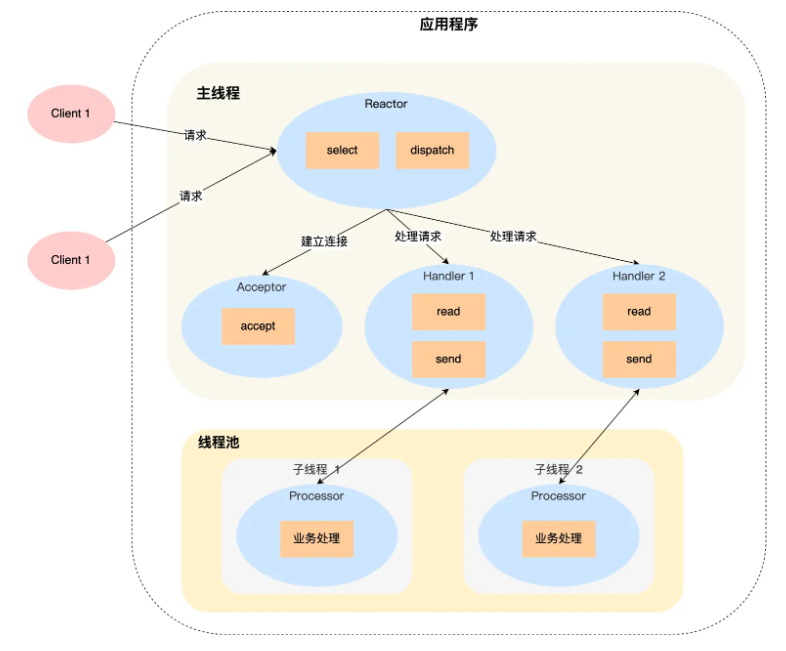 应用程序
主线程
Reactor
select
dispatch
Client 1
请求
请求
Client 1
建立连接
处理请求
处理请求
Acceptor
accept
Handler 1
read
send
Handler 2
read
send
线程池
子线程 1
Processor
业务处理
子线程 2
Processor
业务处理